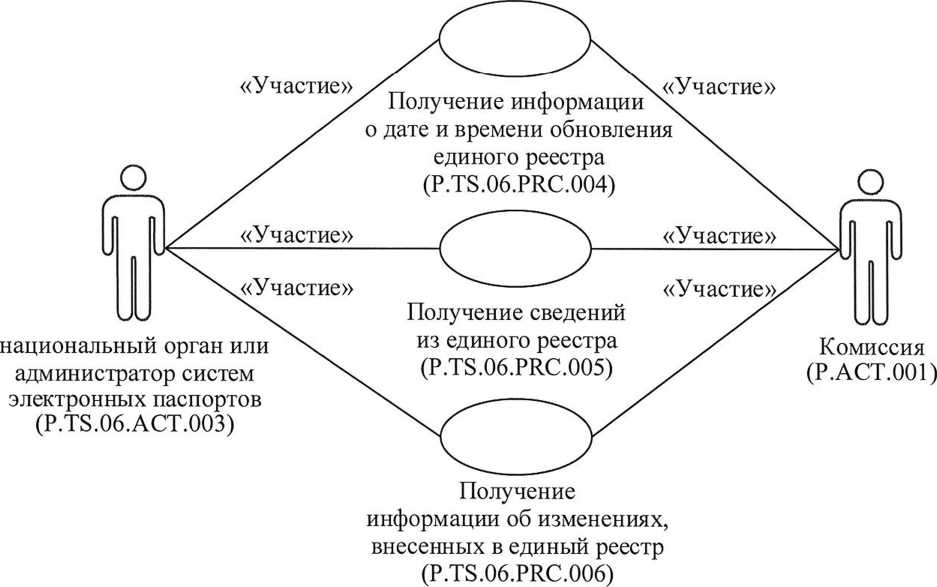 «Участие»
«Участие»
Получение информации
о дате и времени обновления
единого реестра
(P.TS.06.PRC.004)
«Участие»
«Участие»
«Участие»
«Участие»
Получение сведений
из единого реестра
(P.TS.06.PRC.005)
национальный орган или
администратор систем
электронных паспортов
(P.TS.06.ACT.003)
Комиссия
(P.ACT.001)
Получение
информации об изменениях,
внесенных в единый реестр
(P.TS.06.PRC.006)